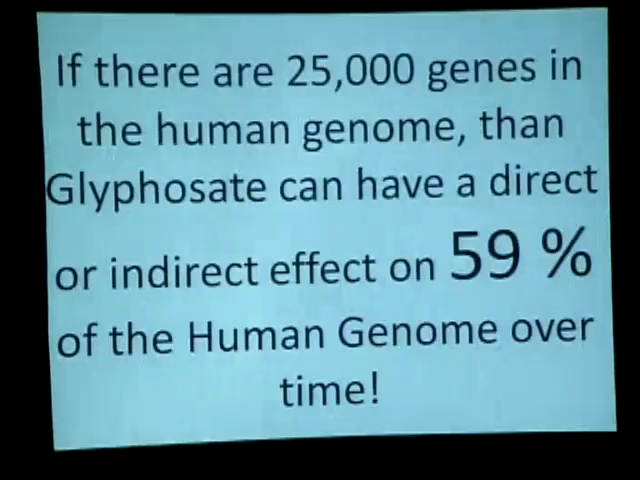 If there are 25,000 genes in
the human genome, than
Glyphosate can have a direct
or indirect effect on 59 %
of the Human Genome over
time!